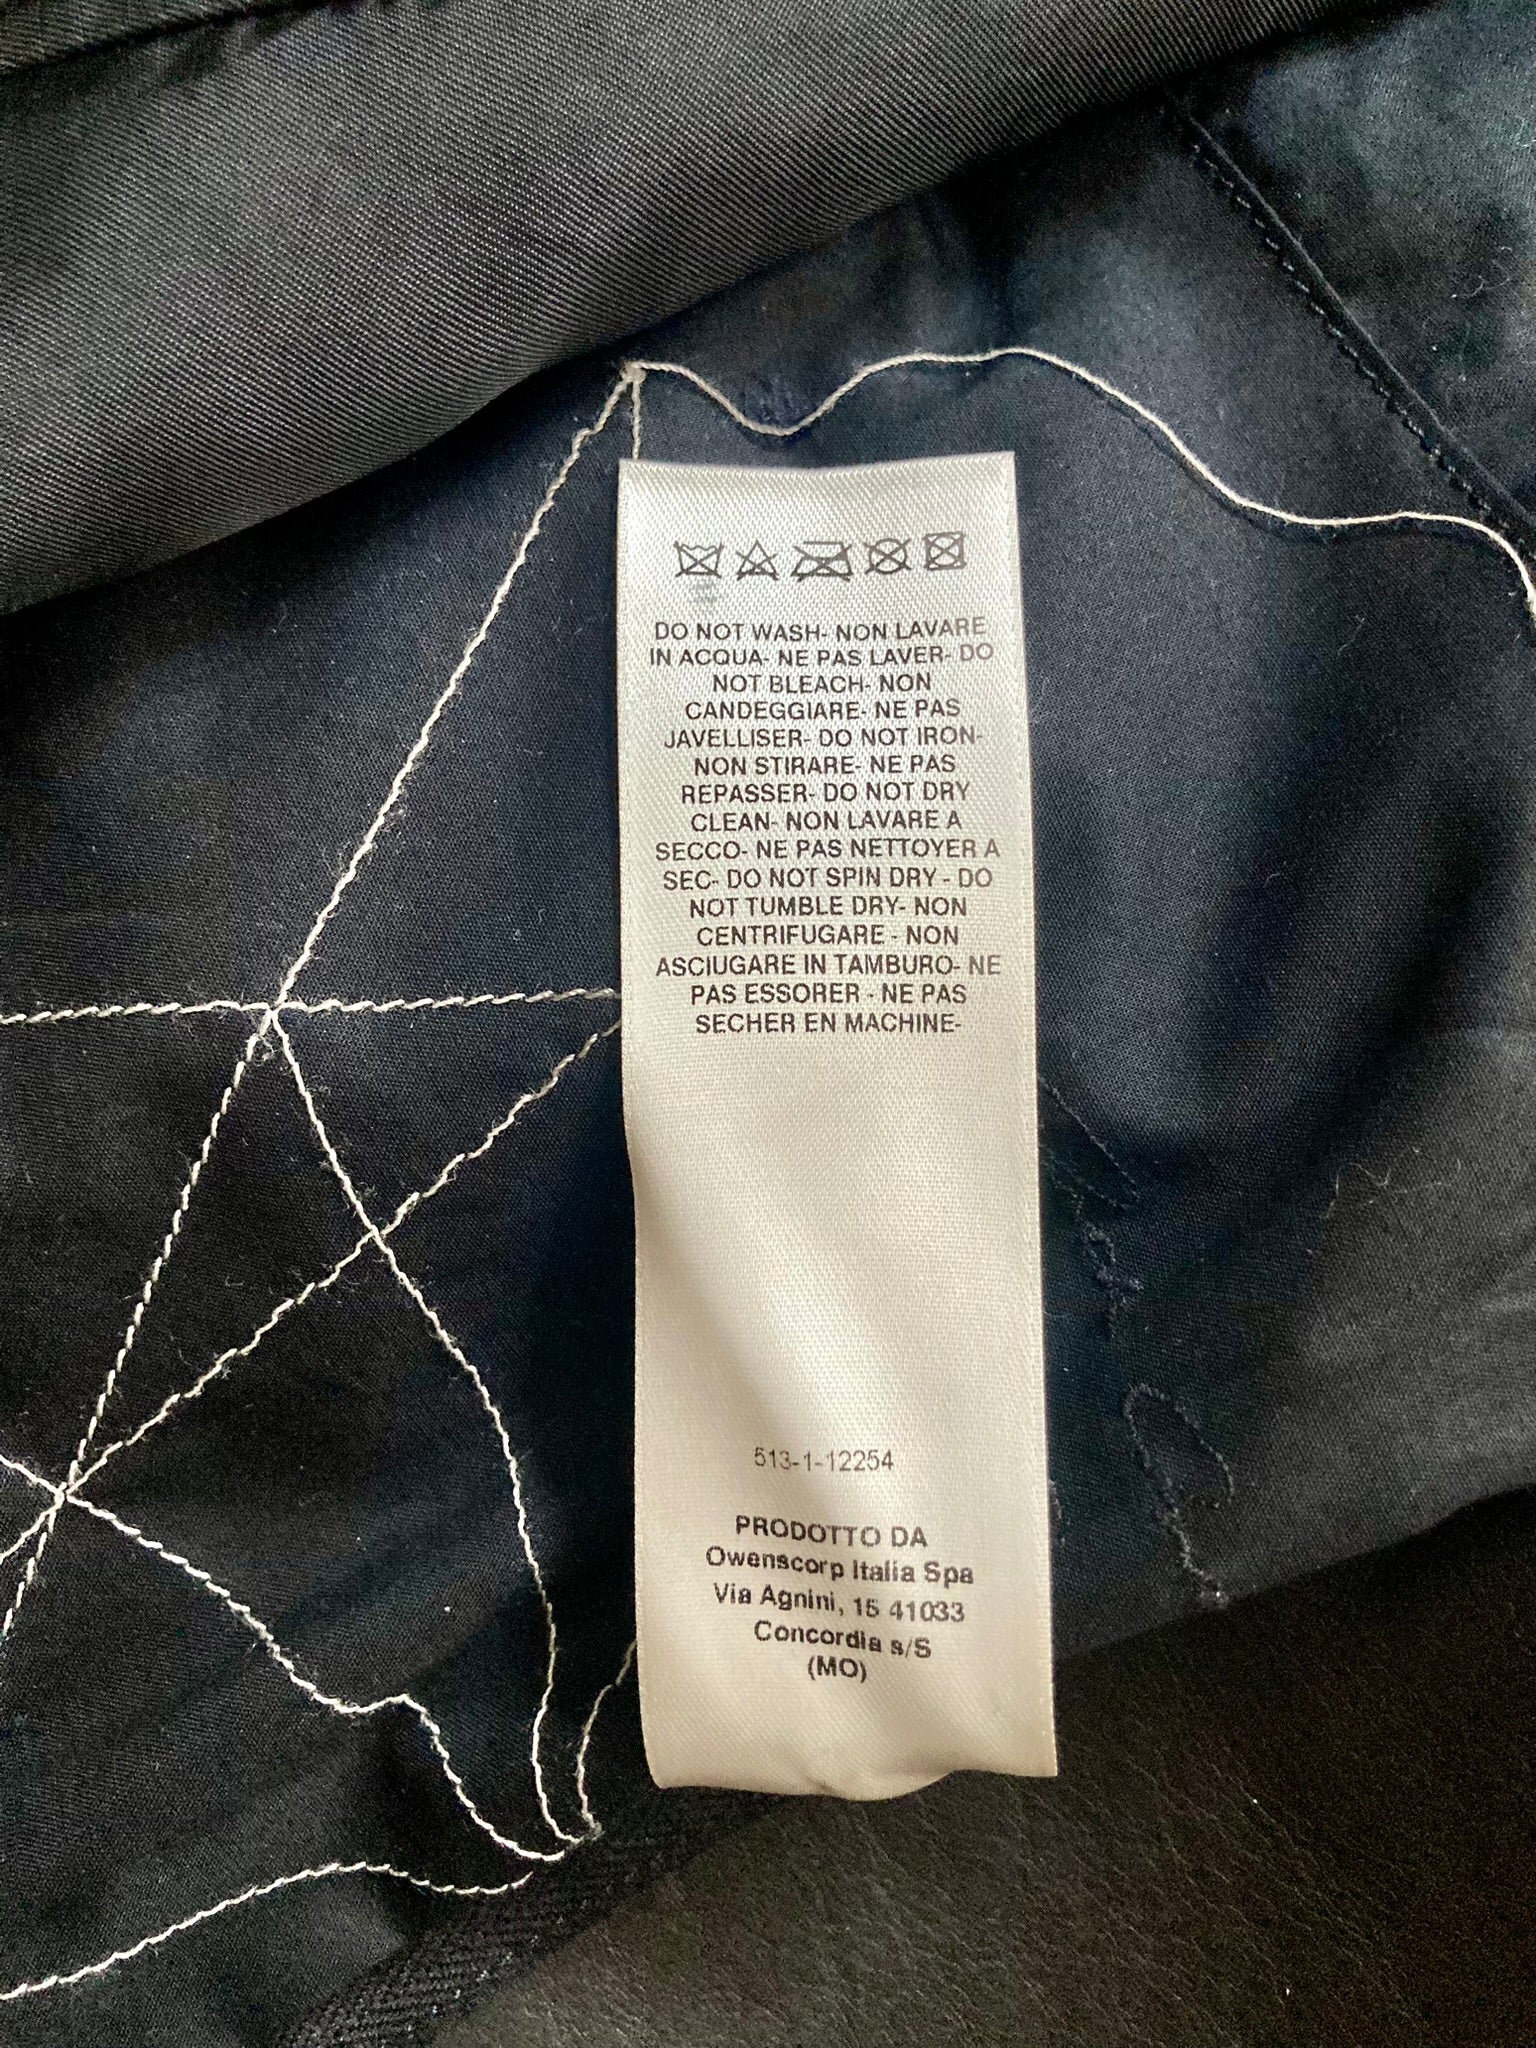 DO NOT WASH- NON LAVARE
IN ACQUA- NE PAS LAVER- DO
NOT BLEACH- NON
CANDEGGIARE- NE PAS
JAVELLISER- DO NOT IRON-
NON STIRARE- NE PAS
REPASSER- DO NOT DRY
CLEAN- NON LAVARE A
SECCO- NE PAS NETTOYER A
SEC- DO NOT SPIN DRY - DO
NOT TUMBLE DRY- NON
CENTRIFUGARE - NON
ASCIUGARE IN TAMBURO- NE
PAS ESSORER - NE PAS
SECHER EN MACHINE-
513-1-12254
PRODOTTO DA
Owenscorp Italia Spa
Via Agnini, 15 41033
Concordia s/S
(MO)